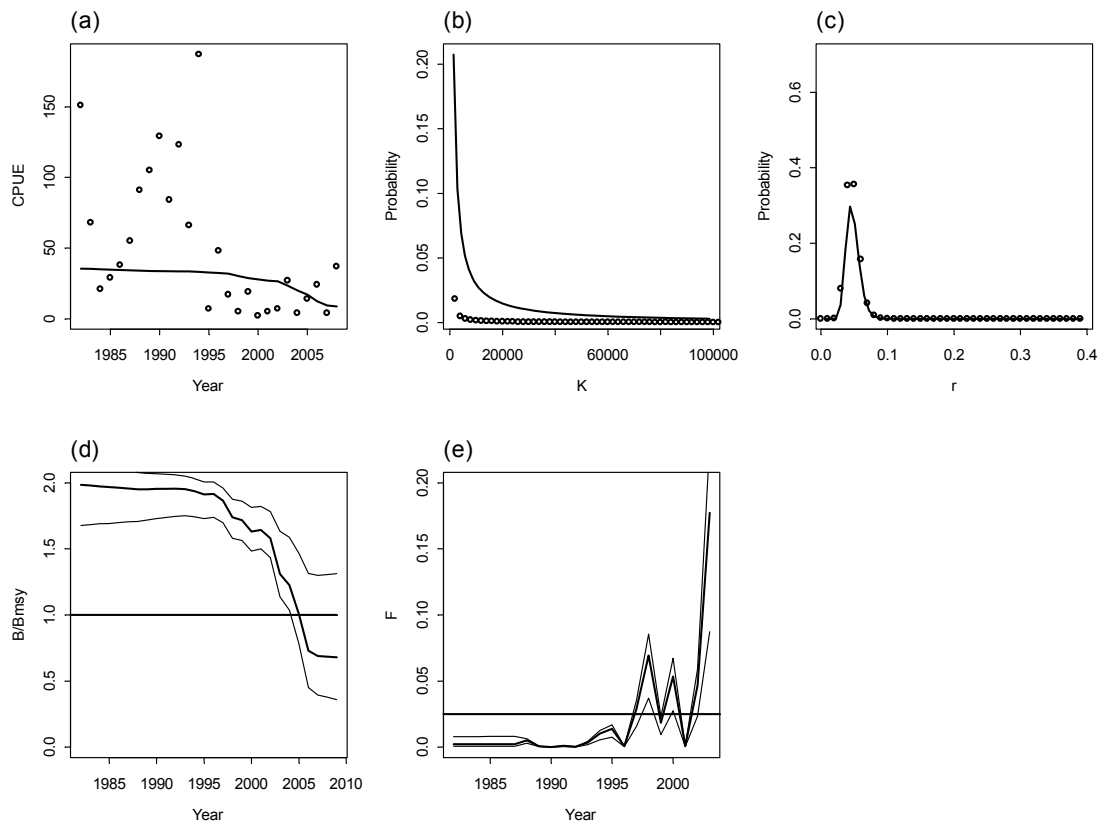 (a)
CPUE
150
100
50
0
1985 1990 1995 2000 2005
Year
(b)
Probability
0.20
0.15
0.10
0.05
0.0
0 20000 60000 100000
K
(c)
Probability
0.6
0.4
0.2
0.0
0.0 0.1 0.2 0.3 0.4
r
(d)
B/Bmsy
2.0
1.5
1.0
0.5
0.0
1985 1990 1995 2000 2005 2010
Year
(e)
F
0.20
0.15
0.10
0.05
0.0
1985 1990 1995 2000
Year